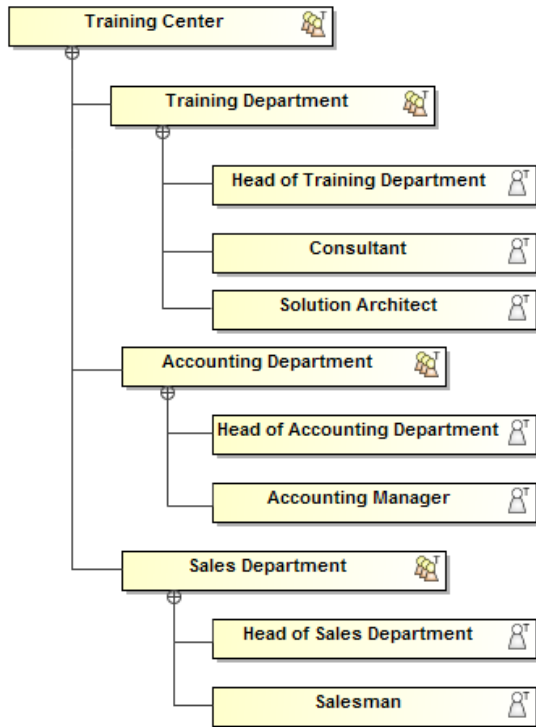 Training Center
Training Department
Head of Training Department
Consultant
Solution Architect
Accounting Department
Head of Accounting Department
Accounting Manager
Sales Department
Head of Sales Department
Salesman